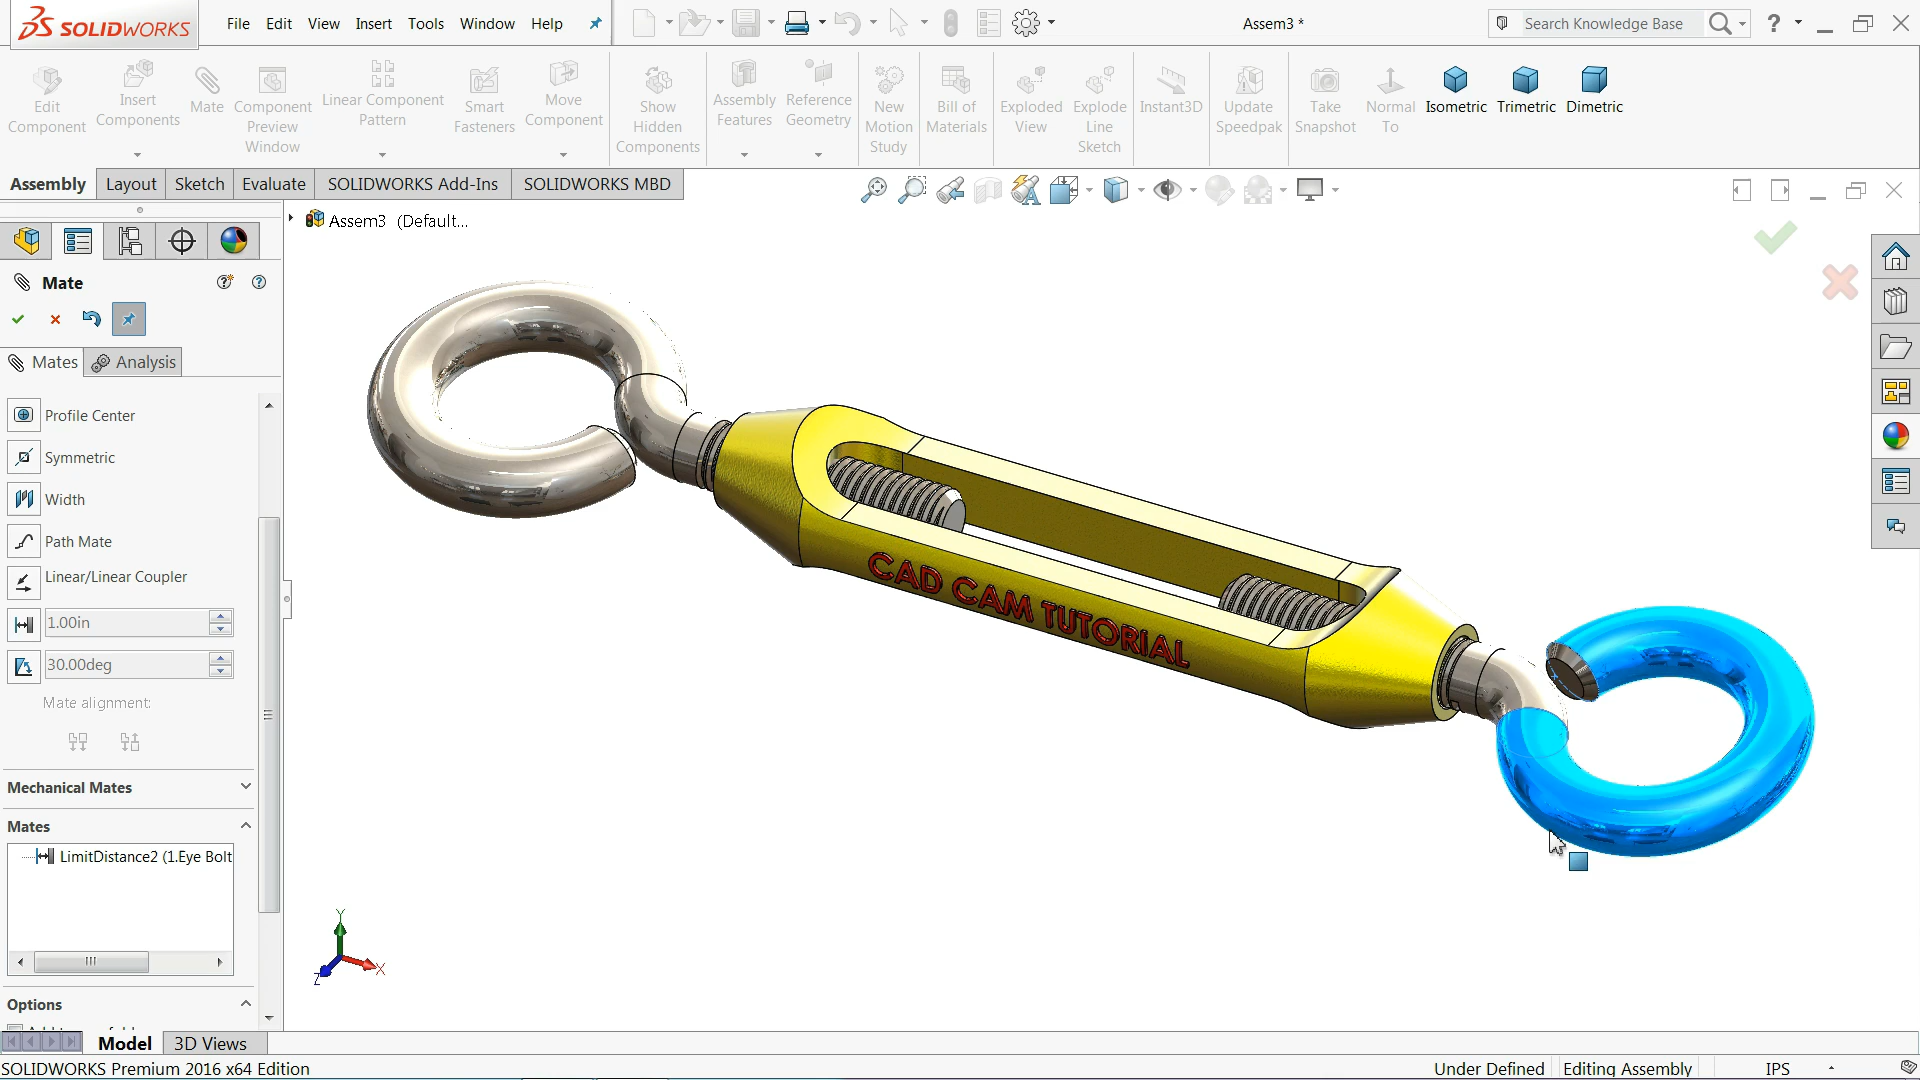 SOLIDWORKS
File Edit View Insert Tools Window Help
Assem3 *
Search Knowledge Base
Edit Component
Insert Components
Mate
Component Preview Window
Linear Component Pattern
Smart Fasteners
Move Component
Show Hidden Components
Assembly Features
Reference Geometry
New Motion Study
Bill of Materials
Exploded View
Explode Line Sketch
Instant3D
Update Speedpak
Take Snapshot
Normal To
Isometric
Trimetric
Dimetric
Assembly Layout Sketch Evaluate SOLIDWORKS Add-Ins SOLIDWORKS MBD
Assem3 (Default...
Mate
Mates Analysis
Profile Center
Symmetric
Width
Path Mate
Linear/Linear Coupler
1.00in
30.00deg
Mate alignment:
Mechanical Mates
Mates
LimitDistance2 (1.Eye Bolt
Options
CAD CAM TUTORIAL
Y
X
Z
Model 3D Views
SOLIDWORKS Premium 2016 x64 Edition
Under Defined Editing Assembly IPS